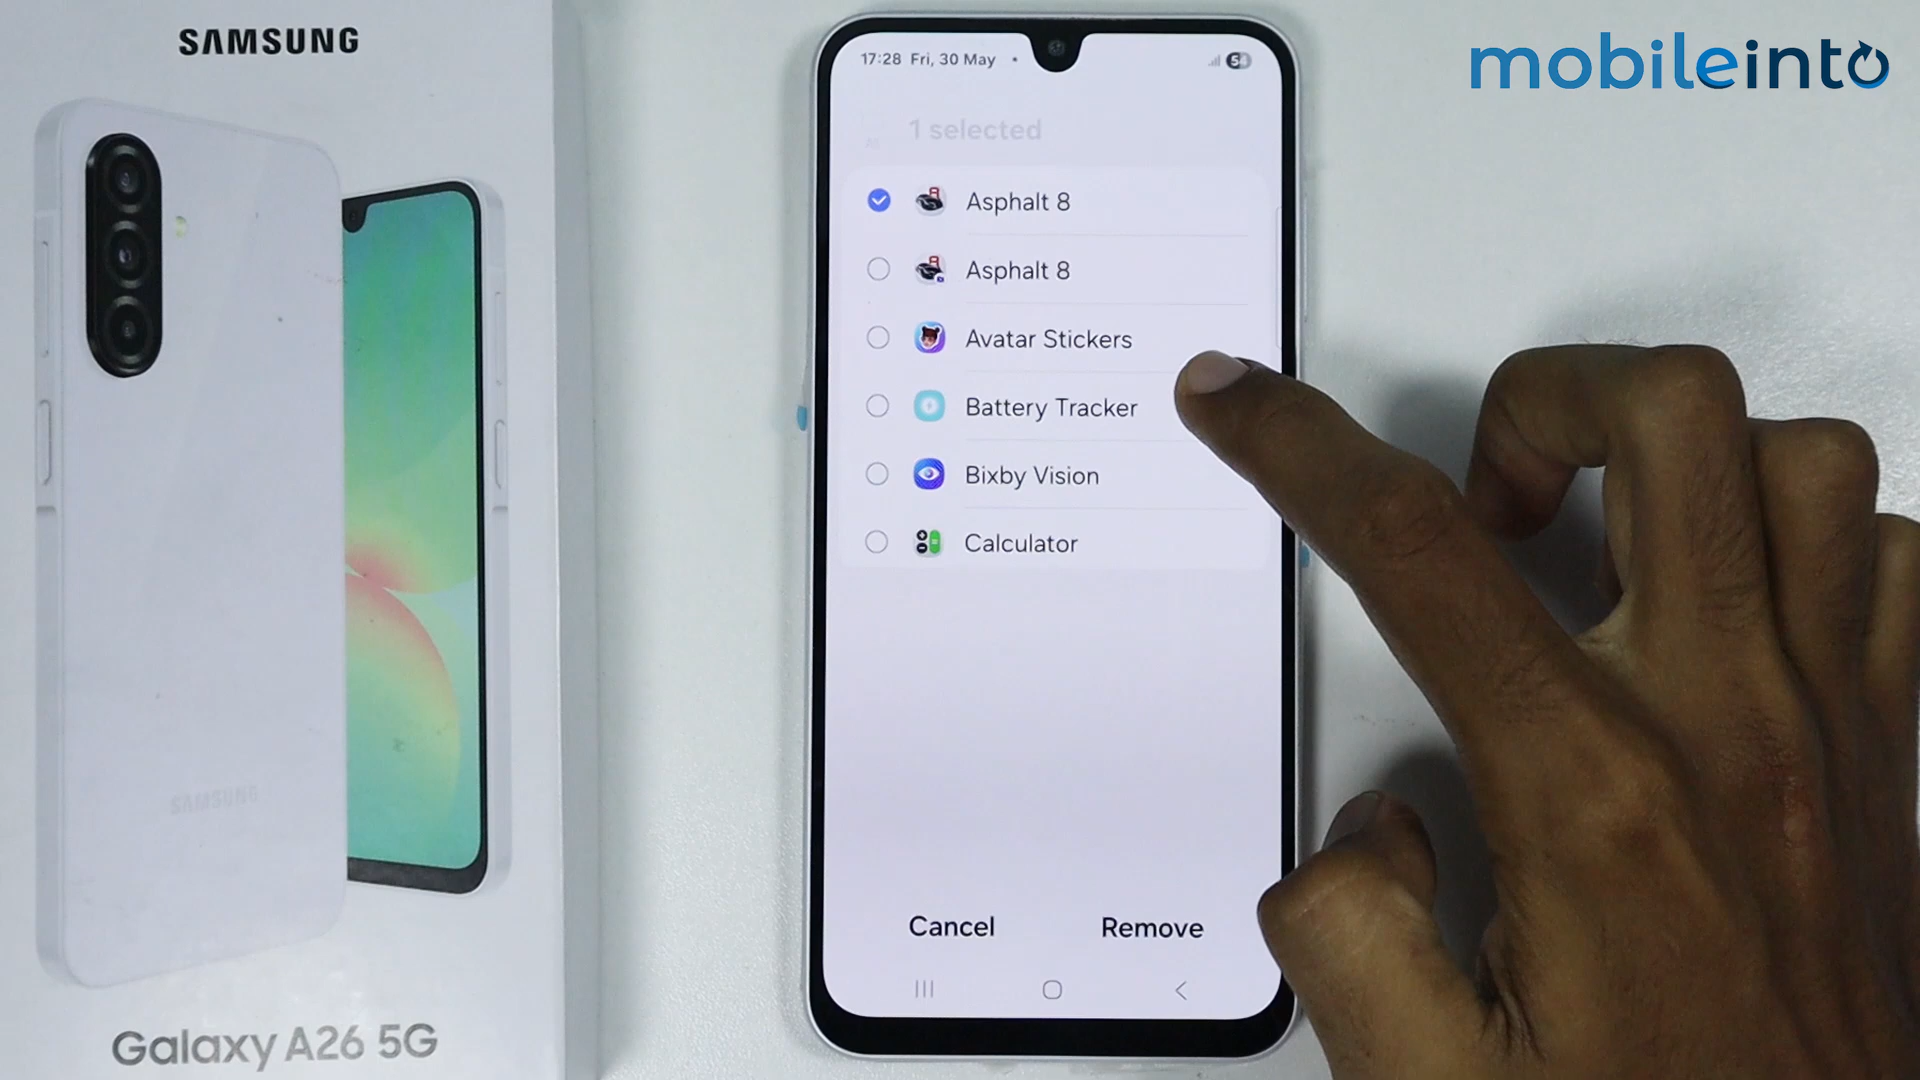 SAMSUNG
SAMSUNG
Galaxy A26 5G
17:28 Fri, 30 May
1 selected
Asphalt 8
Asphalt 8
Avatar Stickers
Battery Tracker
Bixby Vision
Calculator
Cancel
Remove
mobileinto